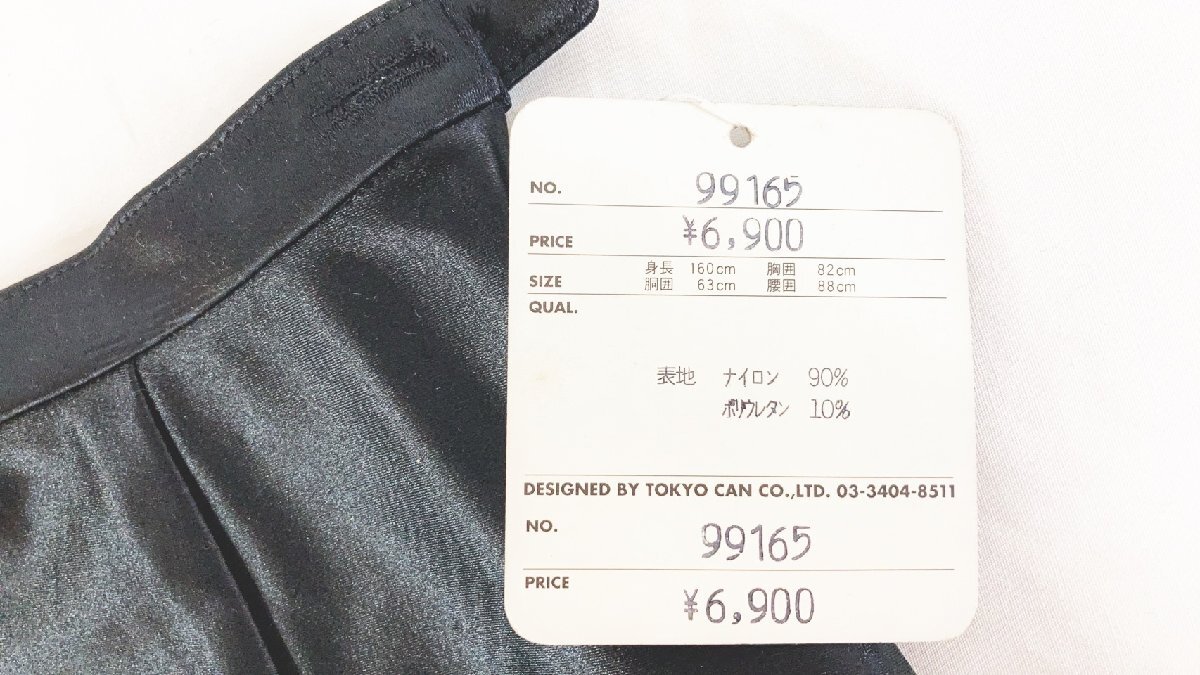 NO. 99165
PRICE ¥6,900
SIZE 身長 160cm 胸囲 82cm
胴囲 63cm 腰囲 88cm
QUAL.
表地 ナイロン 90%
ポリウレタン 10%
DESIGNED BY TOKYO CAN CO.,LTD. 03-3404-8511
NO. 99165
PRICE ¥6,900